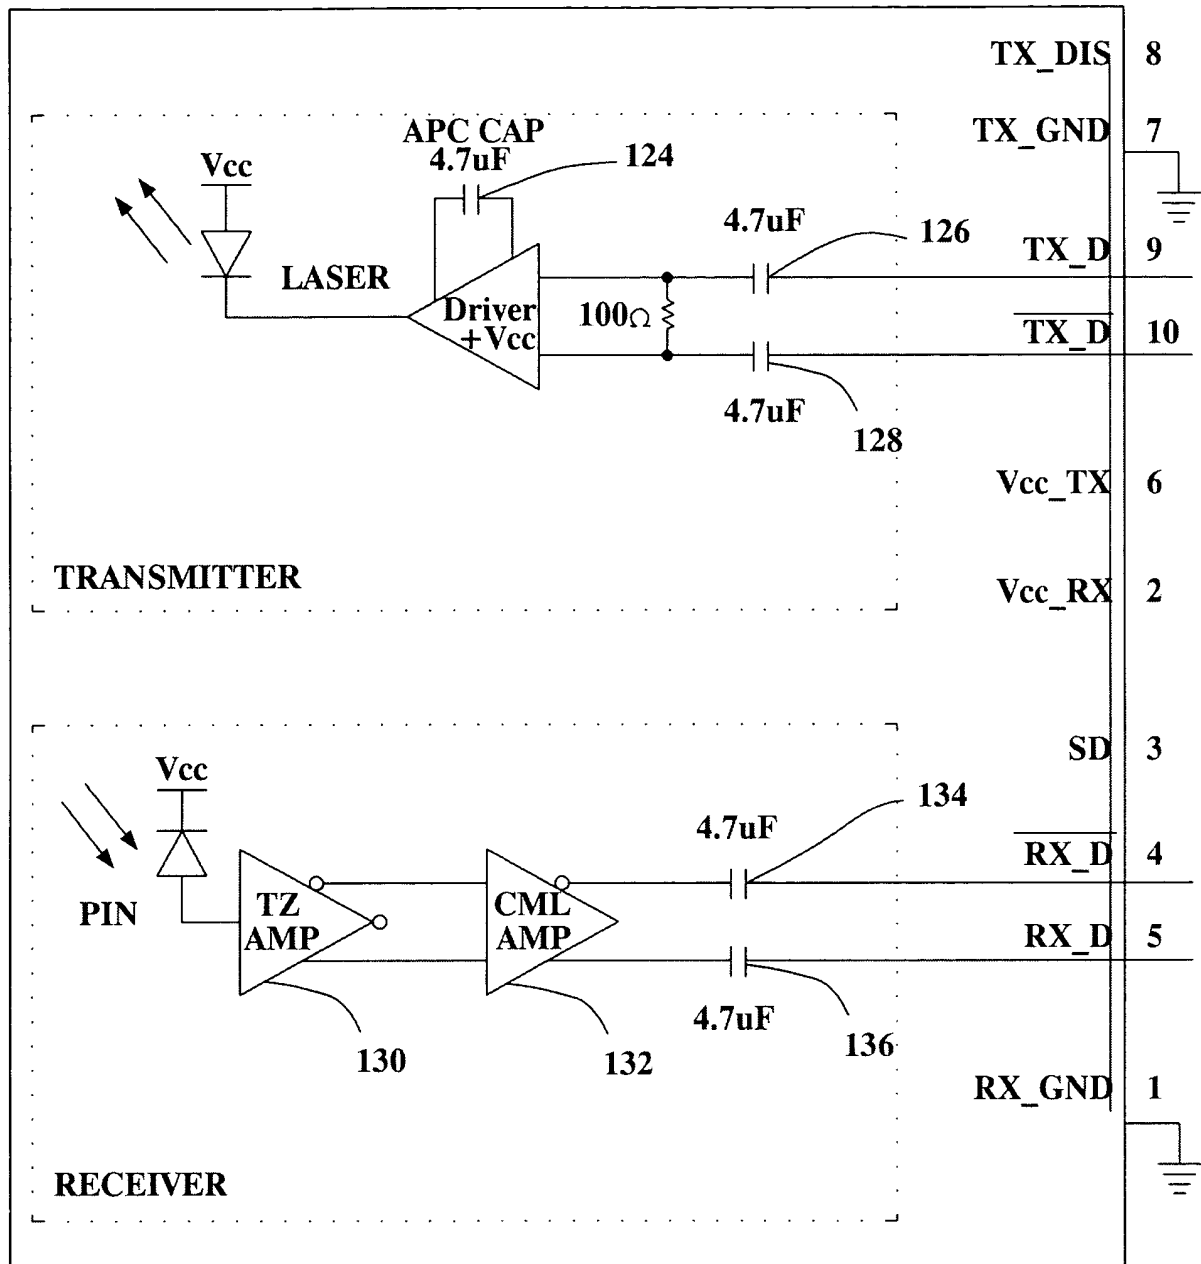 TX_DIS 8
TX_GND 7
APC CAP
4.7uF
124
Vcc
4.7uF
126
TX_D 9
LASER
Driver
+Vcc
100Ω
TX_D 10
4.7uF
128
Vcc_TX 6
TRANSMITTER
Vcc_RX 2
SD 3
Vcc
134
4.7uF
RX_D 4
PIN
TZ
AMP
CML
AMP
RX_D 5
4.7uF
130
132
136
RX_GND 1
RECEIVER